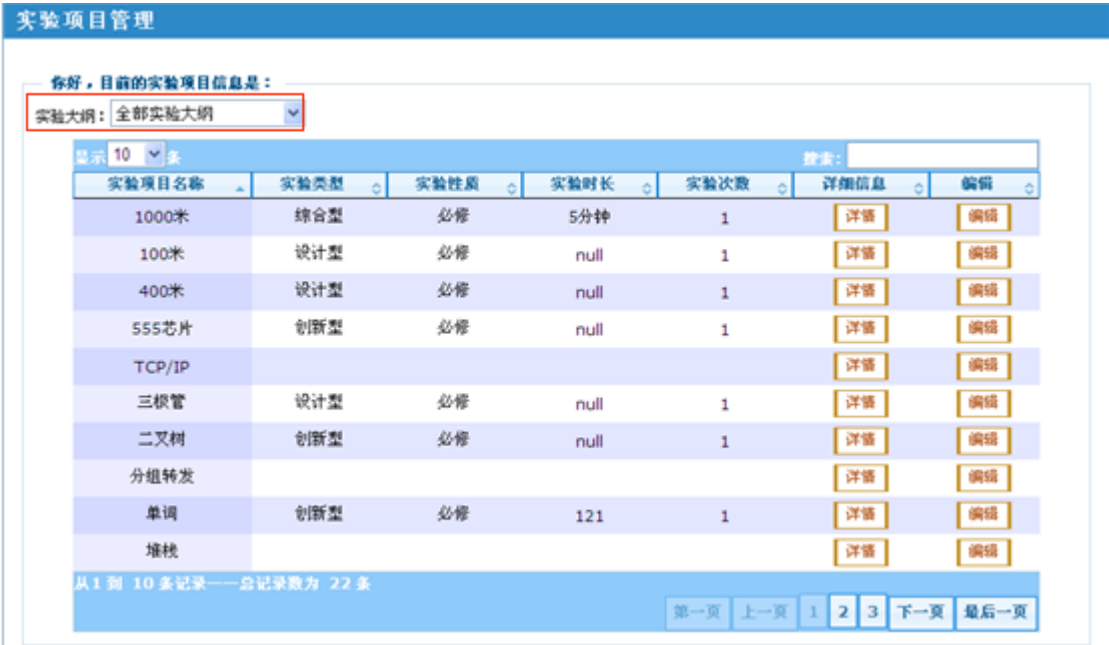 实验项目管理
你好，目前的实验项目信息是：
实验大纲： 全部实验大纲
显示 10 条 搜索：
实验项目名称 实验类型 实验性质 实验时长 实验次数 详细信息 编辑
1000米 综合型 必修 5分钟 1 详情 编辑
100米 设计型 必修 null 1 详情 编辑
400米 设计型 必修 null 1 详情 编辑
555芯片 创新型 必修 null 1 详情 编辑
TCP/IP 详情 编辑
三极管 设计型 必修 null 1 详情 编辑
二叉树 创新型 必修 null 1 详情 编辑
分组转发 详情 编辑
单词 创新型 必修 121 1 详情 编辑
堆栈 详情 编辑
从1 到 10 条记录——总记录数为 22 条
第一页 上一页 1 2 3 下一页 最后一页